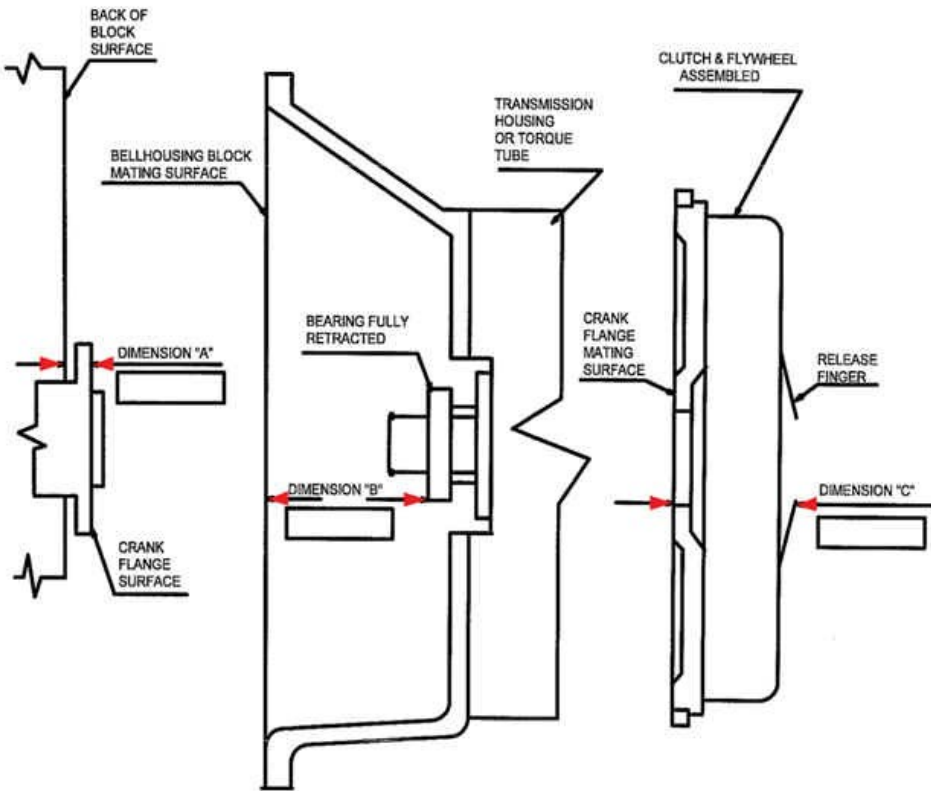 BACK OF
BLOCK
SURFACE
BELLHOUSING BLOCK
MATING SURFACE
TRANSMISSION
HOUSING
OR TORQUE
TUBE
CLUTCH & FLYWHEEL
ASSEMBLED
BEARING FULLY
RETRACTED
CRANK
FLANGE
MATING
SURFACE
RELEASE
FINGER
DIMENSION "A"
DIMENSION "B"
DIMENSION "C"
CRANK
FLANGE
SURFACE